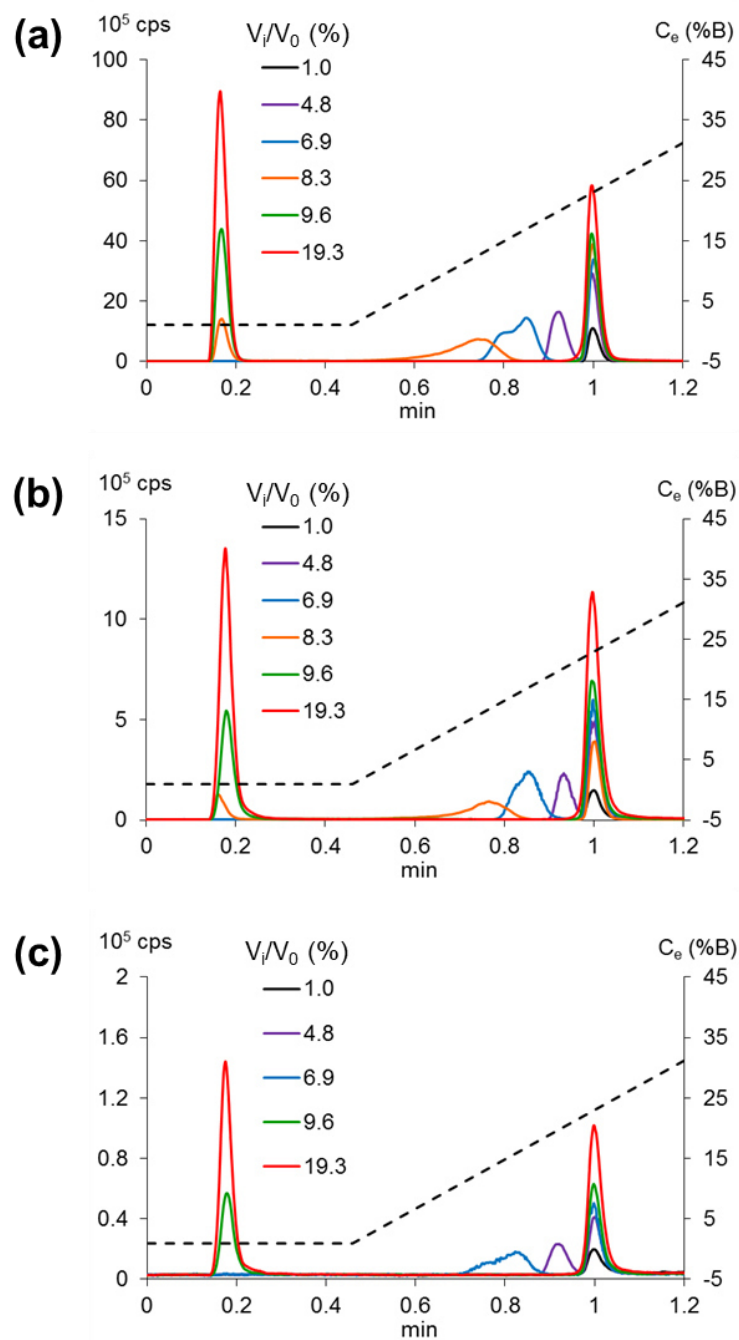 (a)
10⁵ cps
Vᵢ/V₀ (%)
Cₑ (%B)
1.0
4.8
6.9
8.3
9.6
19.3
100
80
60
40
20
0
45
35
25
15
5
-5
0 0.2 0.4 0.6 0.8 1 1.2
min
(b)
10⁵ cps
Vᵢ/V₀ (%)
Cₑ (%B)
1.0
4.8
6.9
8.3
9.6
19.3
15
10
5
0
45
35
25
15
5
-5
0 0.2 0.4 0.6 0.8 1 1.2
min
(c)
10⁵ cps
Vᵢ/V₀ (%)
Cₑ (%B)
1.0
4.8
6.9
9.6
19.3
2
1.6
1.2
0.8
0.4
0
45
35
25
15
5
-5
0 0.2 0.4 0.6 0.8 1 1.2
min